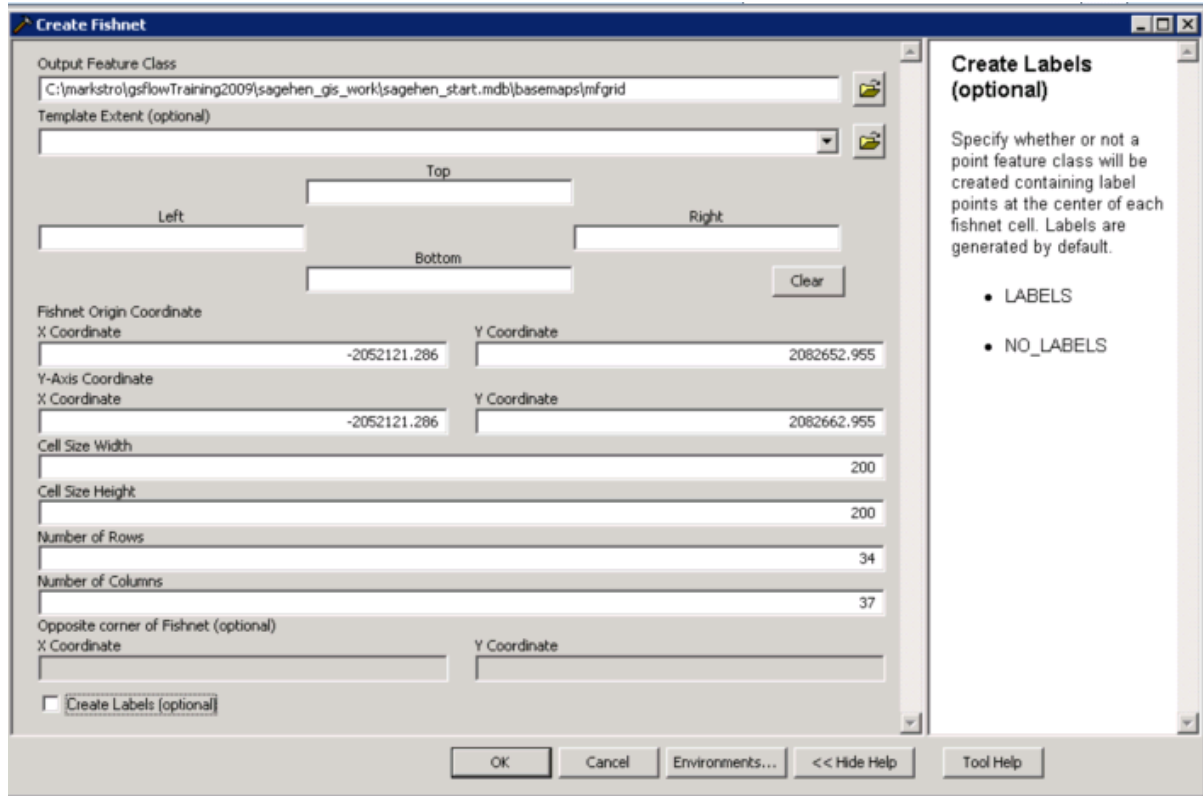 Create Fishnet
Output Feature Class
C:\markstro\gsflowTraining2009\sagehen_gis_work\sagehen_start.mdb\basemaps\mfgrid
Template Extent (optional)
Top
Left
Right
Bottom
Clear
Fishnet Origin Coordinate
X Coordinate
Y Coordinate
-2052121.286
2082652.955
Y-Axis Coordinate
X Coordinate
Y Coordinate
-2052121.286
2082662.955
Cell Size Width
200
Cell Size Height
200
Number of Rows
34
Number of Columns
37
Opposite corner of Fishnet (optional)
X Coordinate
Y Coordinate
Create Labels (optional)
OK
Cancel
Environments...
<< Hide Help
Tool Help
Create Labels
(optional)
Specify whether or not a
point feature class will be
created containing label
points at the center of each
fishnet cell. Labels are
generated by default.
• LABELS
• NO_LABELS